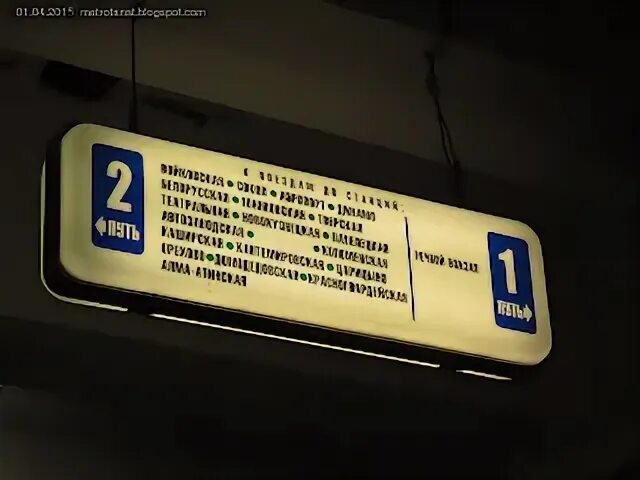 01.04.2015
К ПОЕЗДАМ ДО СТАНЦИЙ:
2
ПУТЬ
ВОЙКОВСКАЯ • СОКОЛ • АЭРОПОРТ • ДИНАМО
БЕЛОРУССКАЯ • МАЯКОВСКАЯ • ТВЕРСКАЯ
ТЕАТРАЛЬНАЯ • НОВОКУЗНЕЦКАЯ • ПАВЕЛЕЦКАЯ
АВТОЗАВОДСКАЯ • • КОЛОМЕНСКАЯ
КАШИРСКАЯ • КАНТЕМИРОВСКАЯ • ЦАРИЦЫНО
ОРЕХОВО • ДОМОДЕДОВСКАЯ • КРАСНОГВАРДЕЙСКАЯ
АЛМА-АТИНСКАЯ
РЕЧНОЙ ВОКЗАЛ
1
ПУТЬ